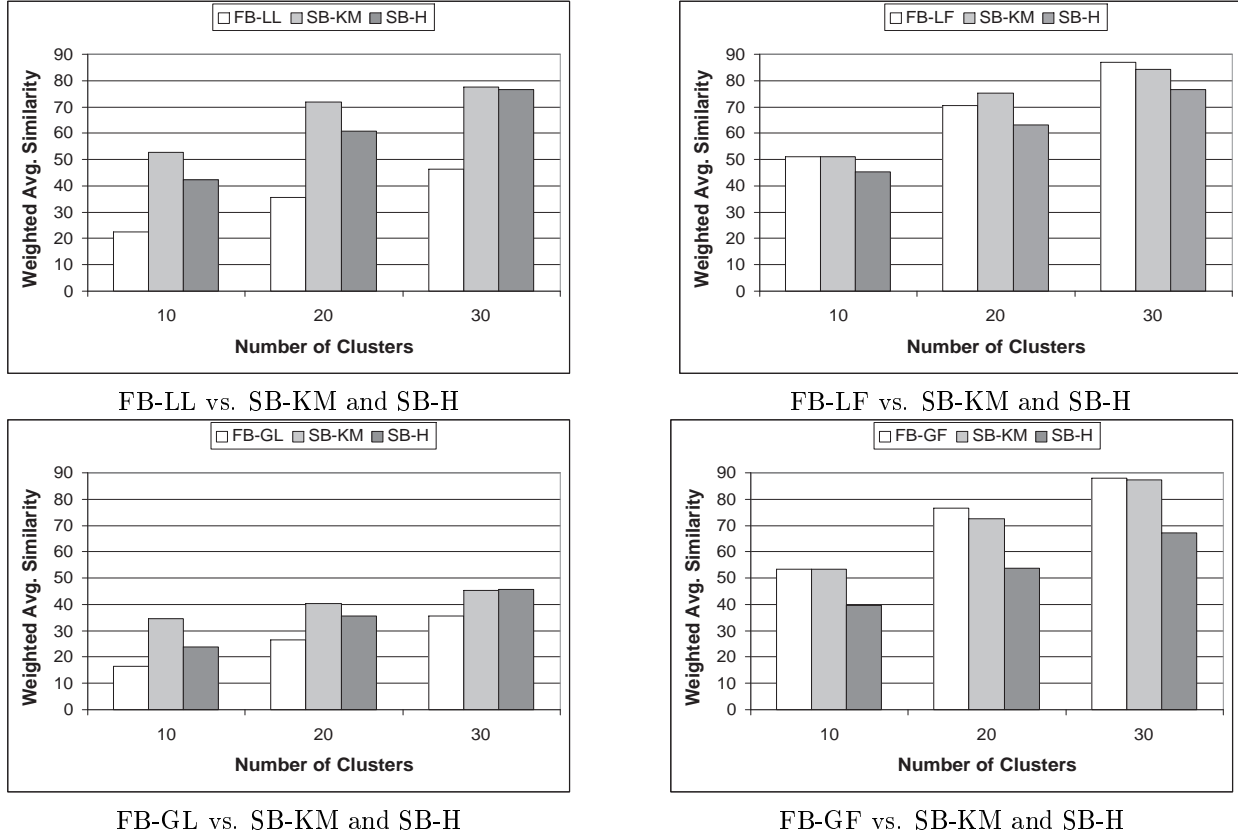 FB-LL SB-KM SB-H
90
80
70
60
50
40
30
20
10
0
Weighted Avg. Similarity
10 20 30
Number of Clusters
FB-LL vs. SB-KM and SB-H
FB-LF SB-KM SB-H
90
80
70
60
50
40
30
20
10
0
Weighted Avg. Similarity
10 20 30
Number of Clusters
FB-LF vs. SB-KM and SB-H
FB-GL SB-KM SB-H
90
80
70
60
50
40
30
20
10
0
Weighted Avg. Similarity
10 20 30
Number of Clusters
FB-GL vs. SB-KM and SB-H
FB-GF SB-KM SB-H
90
80
70
60
50
40
30
20
10
0
Weighted Avg. Similarity
10 20 30
Number of Clusters
FB-GF vs. SB-KM and SB-H